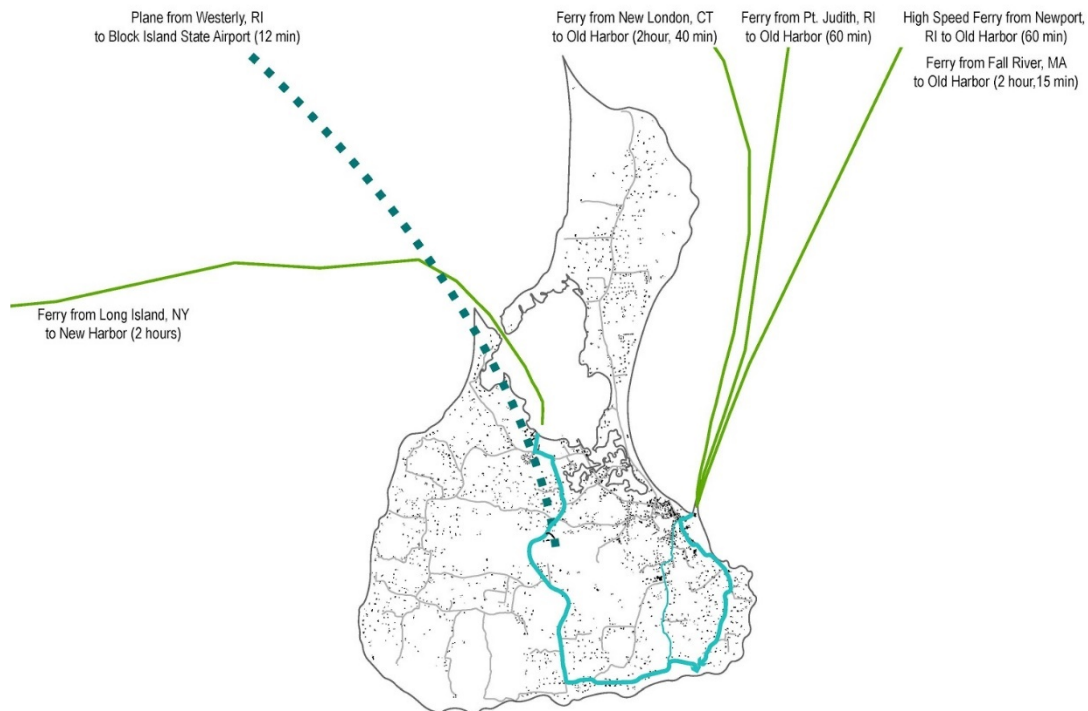 Plane from Westerly, RI
to Block Island State Airport (12 min)
Ferry from New London, CT
to Old Harbor (2hour, 40 min)
Ferry from Pt. Judith, RI
to Old Harbor (60 min)
High Speed Ferry from Newport,
RI to Old Harbor (60 min)
Ferry from Fall River, MA
to Old Harbor (2 hour,15 min)
Ferry from Long Island, NY
to New Harbor (2 hours)